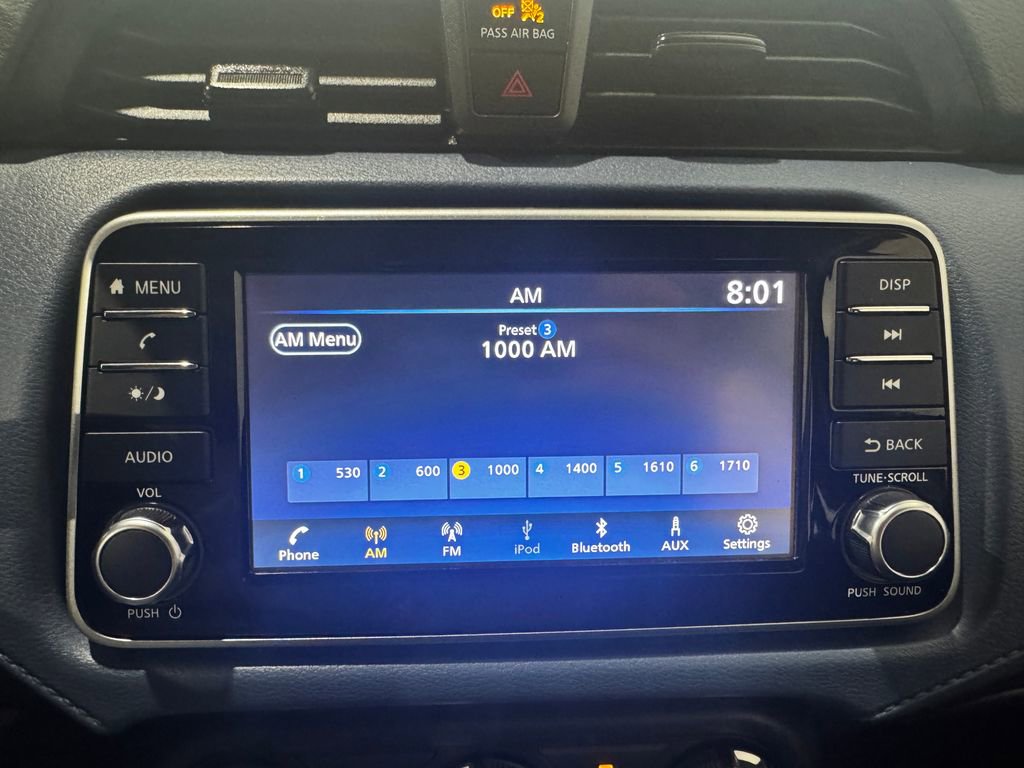 OFF 2
PASS AIR BAG
MENU
AM 8:01
DISP
AM Menu
Preset 3
1000 AM
AUDIO
BACK
1 530 2 600 3 1000 4 1400 5 1610 6 1710
VOL
TUNE·SCROLL
Phone AM FM iPod Bluetooth AUX Settings
PUSH
PUSH SOUND